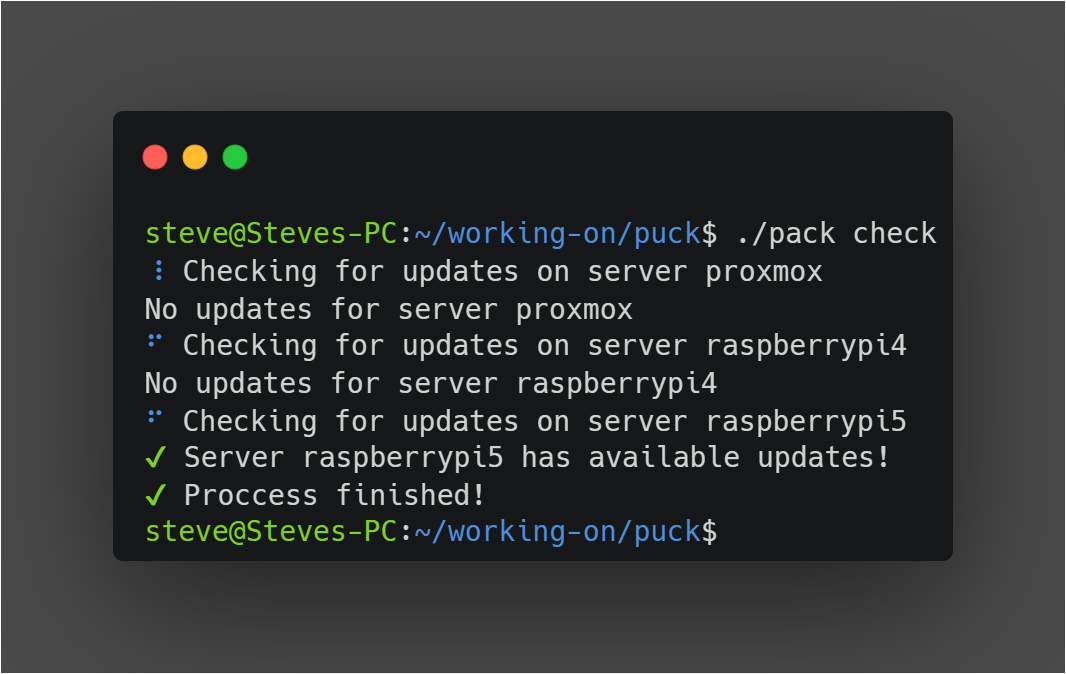 steve@Steves-PC:~/working-on/puck$ ./pack check
⠸ Checking for updates on server proxmox
No updates for server proxmox
⠋ Checking for updates on server raspberrypi4
No updates for server raspberrypi4
⠋ Checking for updates on server raspberrypi5
✓ Server raspberrypi5 has available updates!
✓ Proccess finished!
steve@Steves-PC:~/working-on/puck$